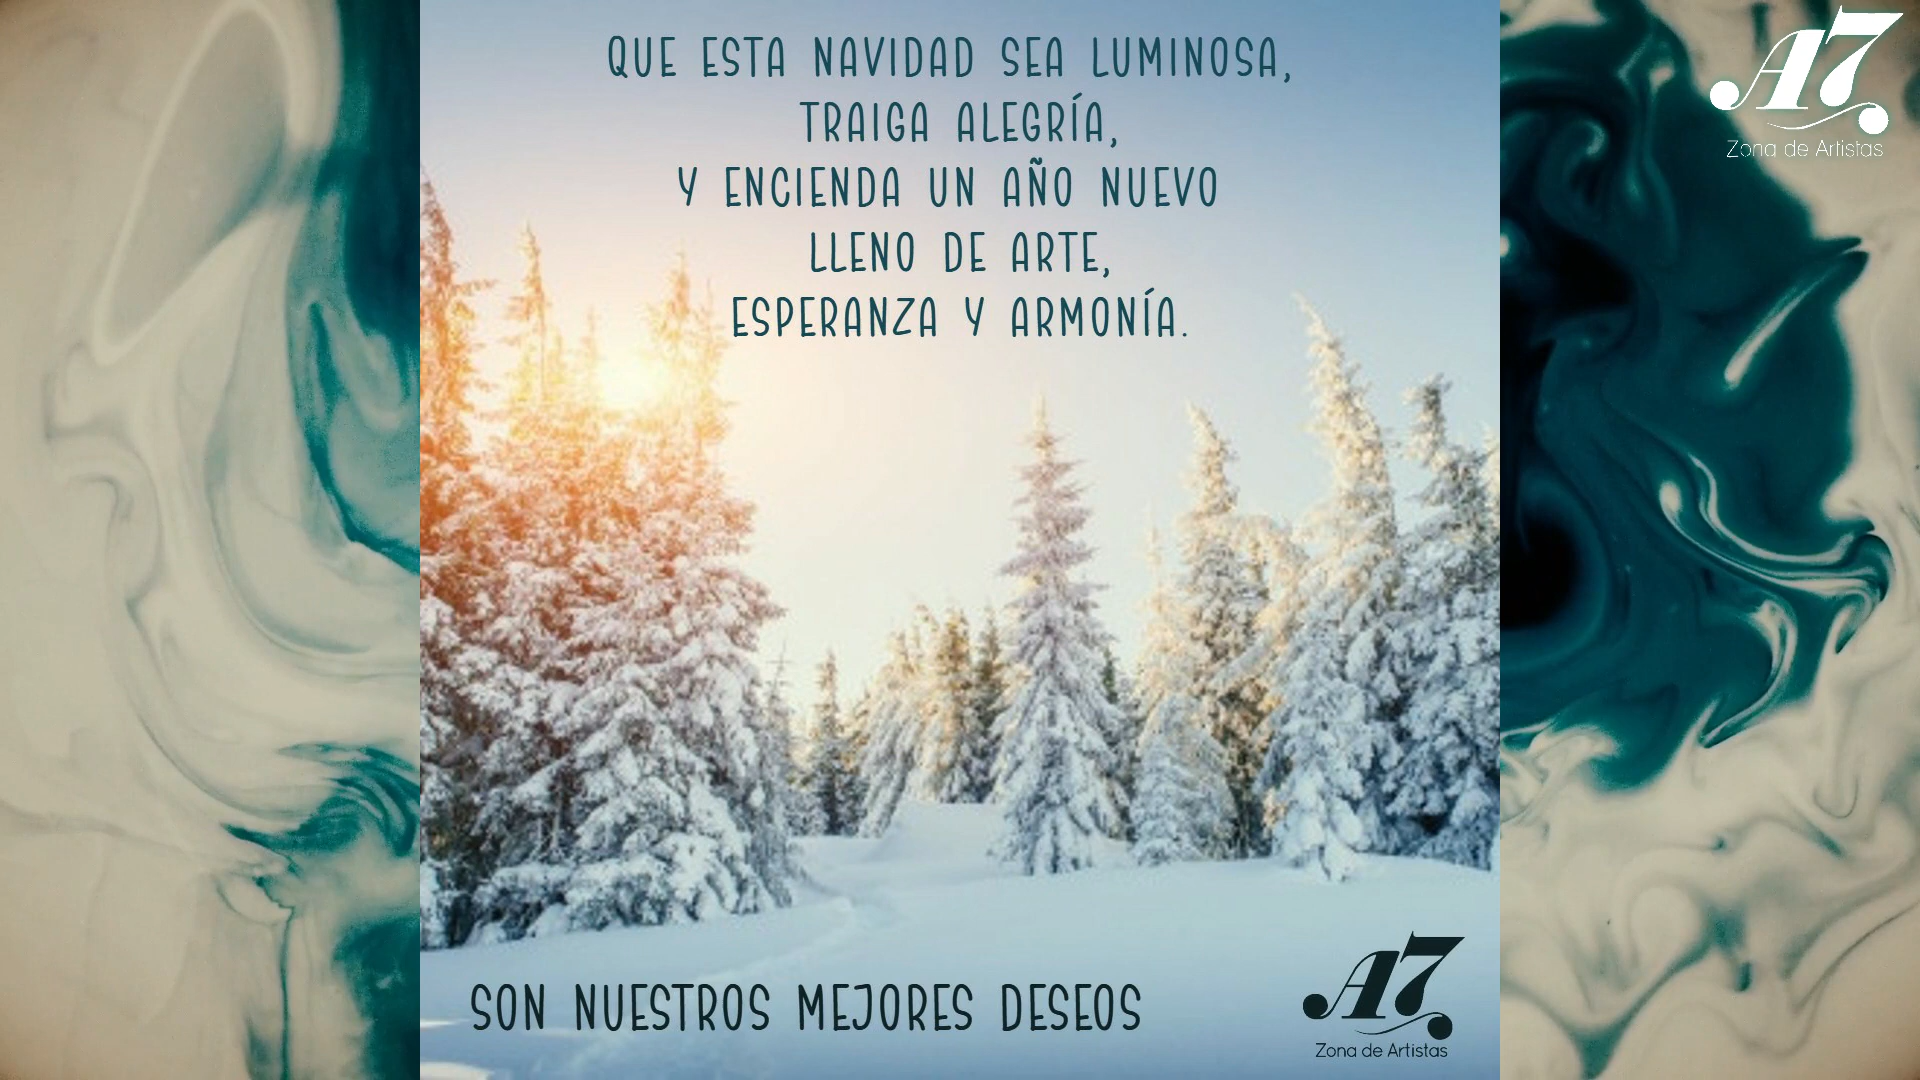 QUE ESTA NAVIDAD SEA LUMINOSA,
TRAIGA ALEGRÍA,
Y ENCIENDA UN AÑO NUEVO
LLENO DE ARTE,
ESPERANZA Y ARMONÍA.
SON NUESTROS MEJORES DESEOS
A7
Zona de Artistas
A7
Zona de Artistas